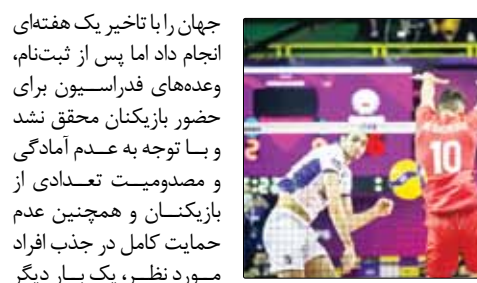 جهان را با تاخیر یک هفته‌ای
انجام داد اما پس از ثبت‌نام،
وعده‌های فدراسیون برای
حضور بازیکنان محقق نشد
و با توجه به عدم آمادگی
و مصدومیت تعدادی از
بازیکنان و همچنین عدم
حمایت کامل در جذب افراد
مورد نظر، یک بار دیگر
10